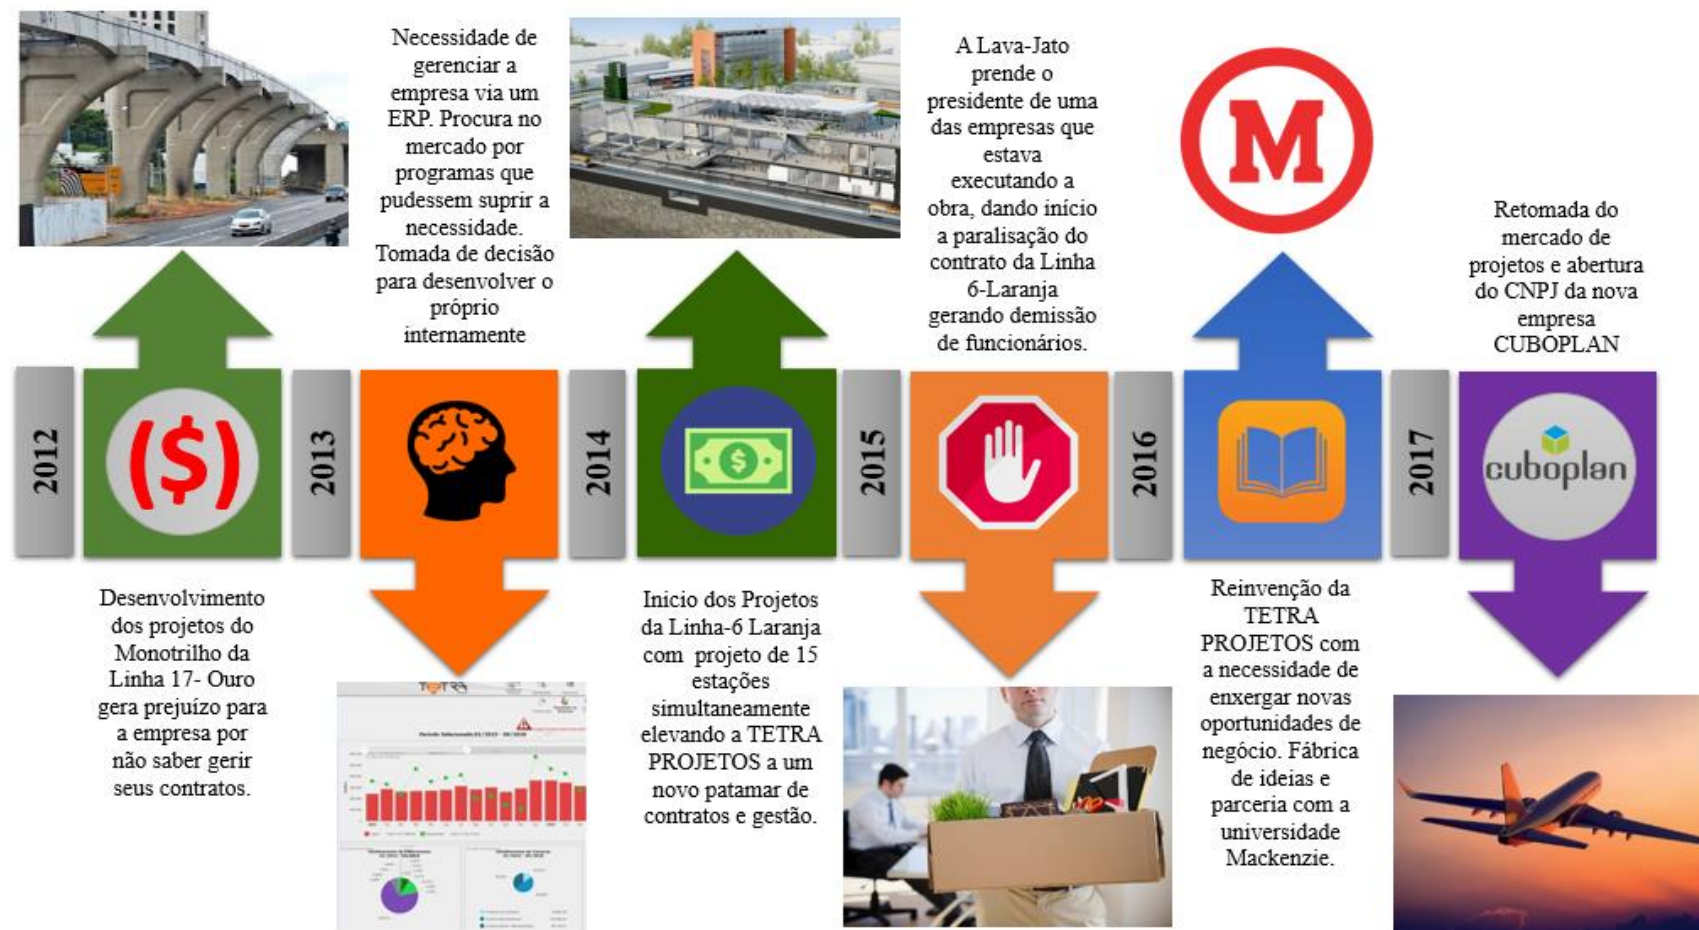 2012
Desenvolvimento
dos projetos do
Monotrilho da
Linha 17- Ouro
gera prejuízo para
a empresa por
não saber gerir
seus contratos.
($)
2013
Necessidade de
gerenciar a
empresa via um
ERP. Procura no
mercado por
programas que
pudessem suprir a
necessidade.
Tomada de decisão
para desenvolver o
próprio
internamente
TETRA
2014
$
Inicio dos Projetos
da Linha-6 Laranja
com projeto de 15
estações
simultaneamente
elevando a TETRA
PROJETOS a um
novo patamar de
contratos e gestão.
2015
A Lava-Jato
prende o
presidente de uma
das empresas que
estava
executando a
obra, dando início
a paralisação do
contrato da Linha
6-Laranja
gerando demissão
de funcionários.
2016
M
Reinvenção da
TETRA
PROJETOS com
a necessidade de
enxergar novas
oportunidades de
negócio. Fábrica
de ideias e
parceria com a
universidade
Mackenzie.
2017
Retomada do
mercado de
projetos e abertura
do CNPJ da nova
empresa
CUBOPLAN
cuboplan